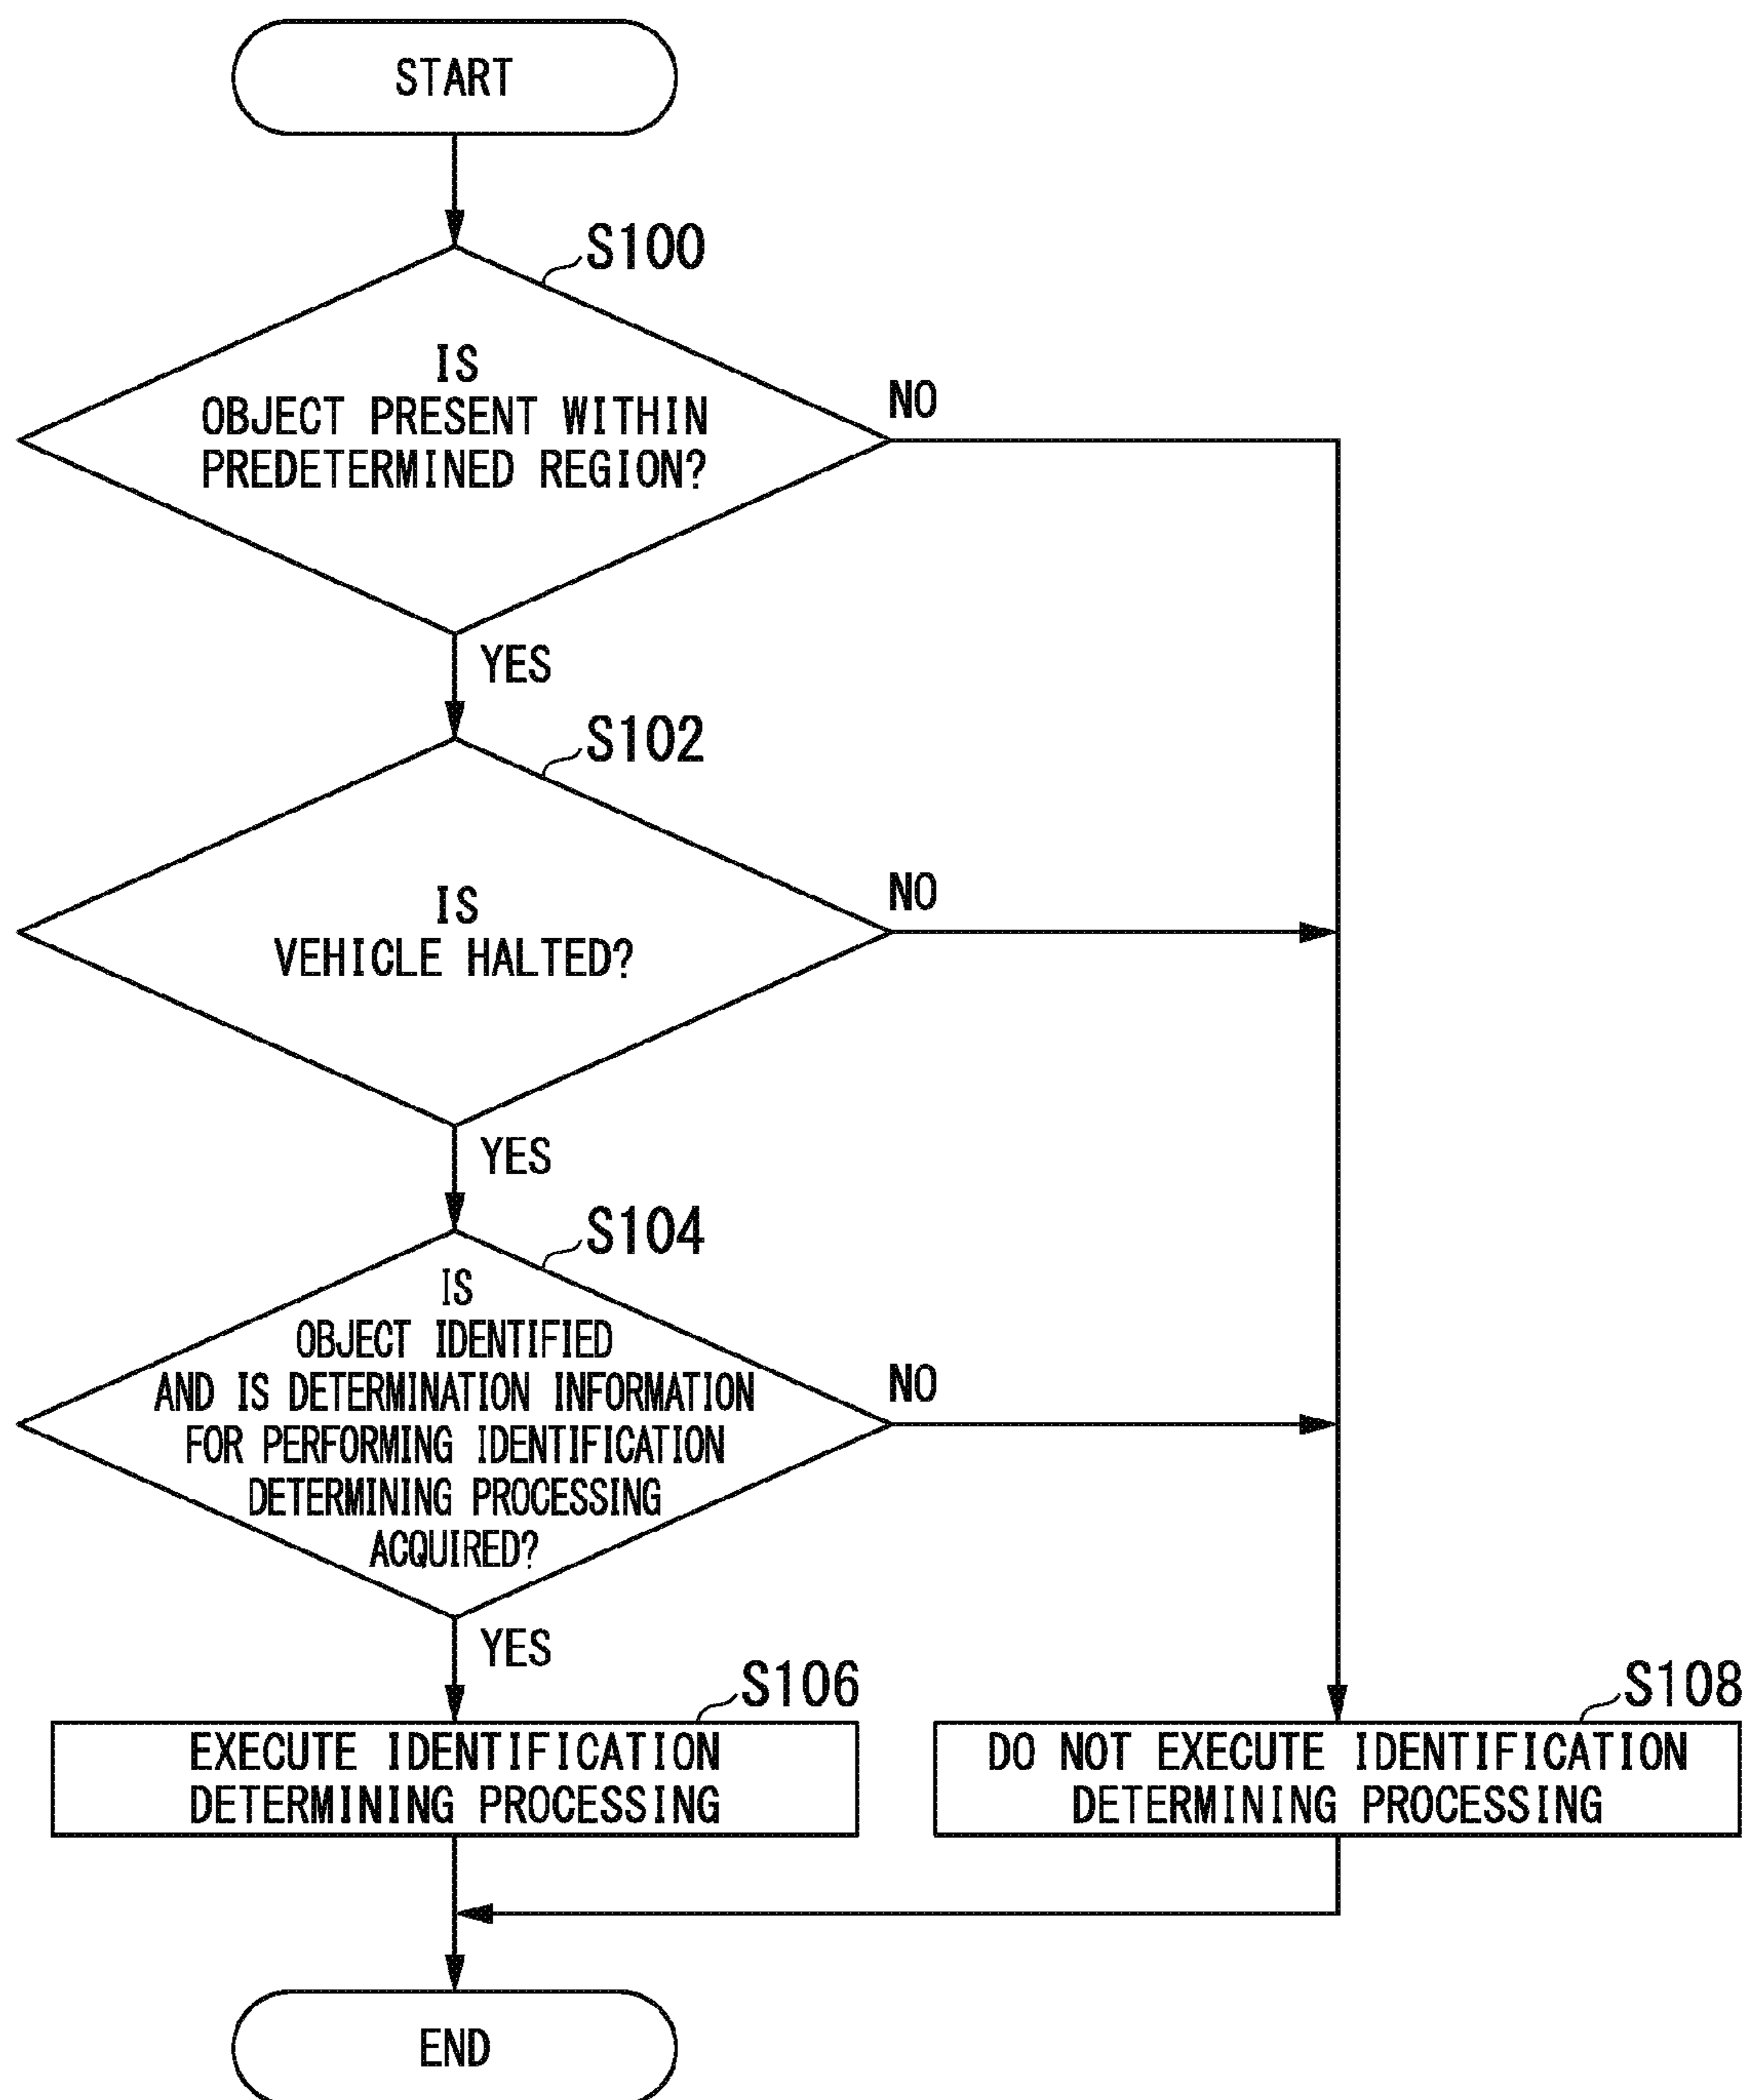 START
S100
IS
OBJECT PRESENT WITHIN
PREDETERMINED REGION?
NO
YES
S102
IS
VEHICLE HALTED?
NO
YES
S104
IS
OBJECT IDENTIFIED
AND IS DETERMINATION INFORMATION
FOR PERFORMING IDENTIFICATION
DETERMINING PROCESSING
ACQUIRED?
NO
YES
S106
EXECUTE IDENTIFICATION
DETERMINING PROCESSING
S108
DO NOT EXECUTE IDENTIFICATION
DETERMINING PROCESSING
END